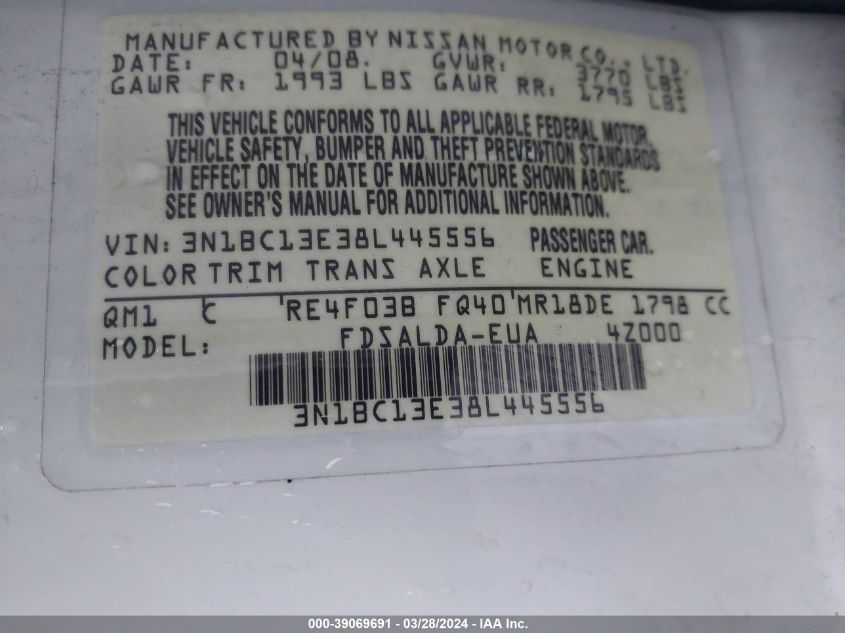 MANUFACTURED BY NISSAN MOTOR CO., LTD.
DATE: 04/08. GVWR: 3770 LBS
GAWR FR: 1993 LBS GAWR RR: 1795 LBS
THIS VEHICLE CONFORMS TO ALL APPLICABLE FEDERAL MOTOR
VEHICLE SAFETY, BUMPER AND THEFT PREVENTION STANDARDS
IN EFFECT ON THE DATE OF MANUFACTURE SHOWN ABOVE.
SEE OWNER'S MANUAL FOR ADDITIONAL INFORMATION.
VIN: 3N1BC13E38L445556 PASSENGER CAR.
COLOR TRIM TRANS AXLE ENGINE
QM1 C RE4F03B FQ40 MR18DE 1798 CC
MODEL: FDSALDA-EUA 4Z000
3N1BC13E38L445556
000-39069691 / 03/28/2024 - IAA Inc.